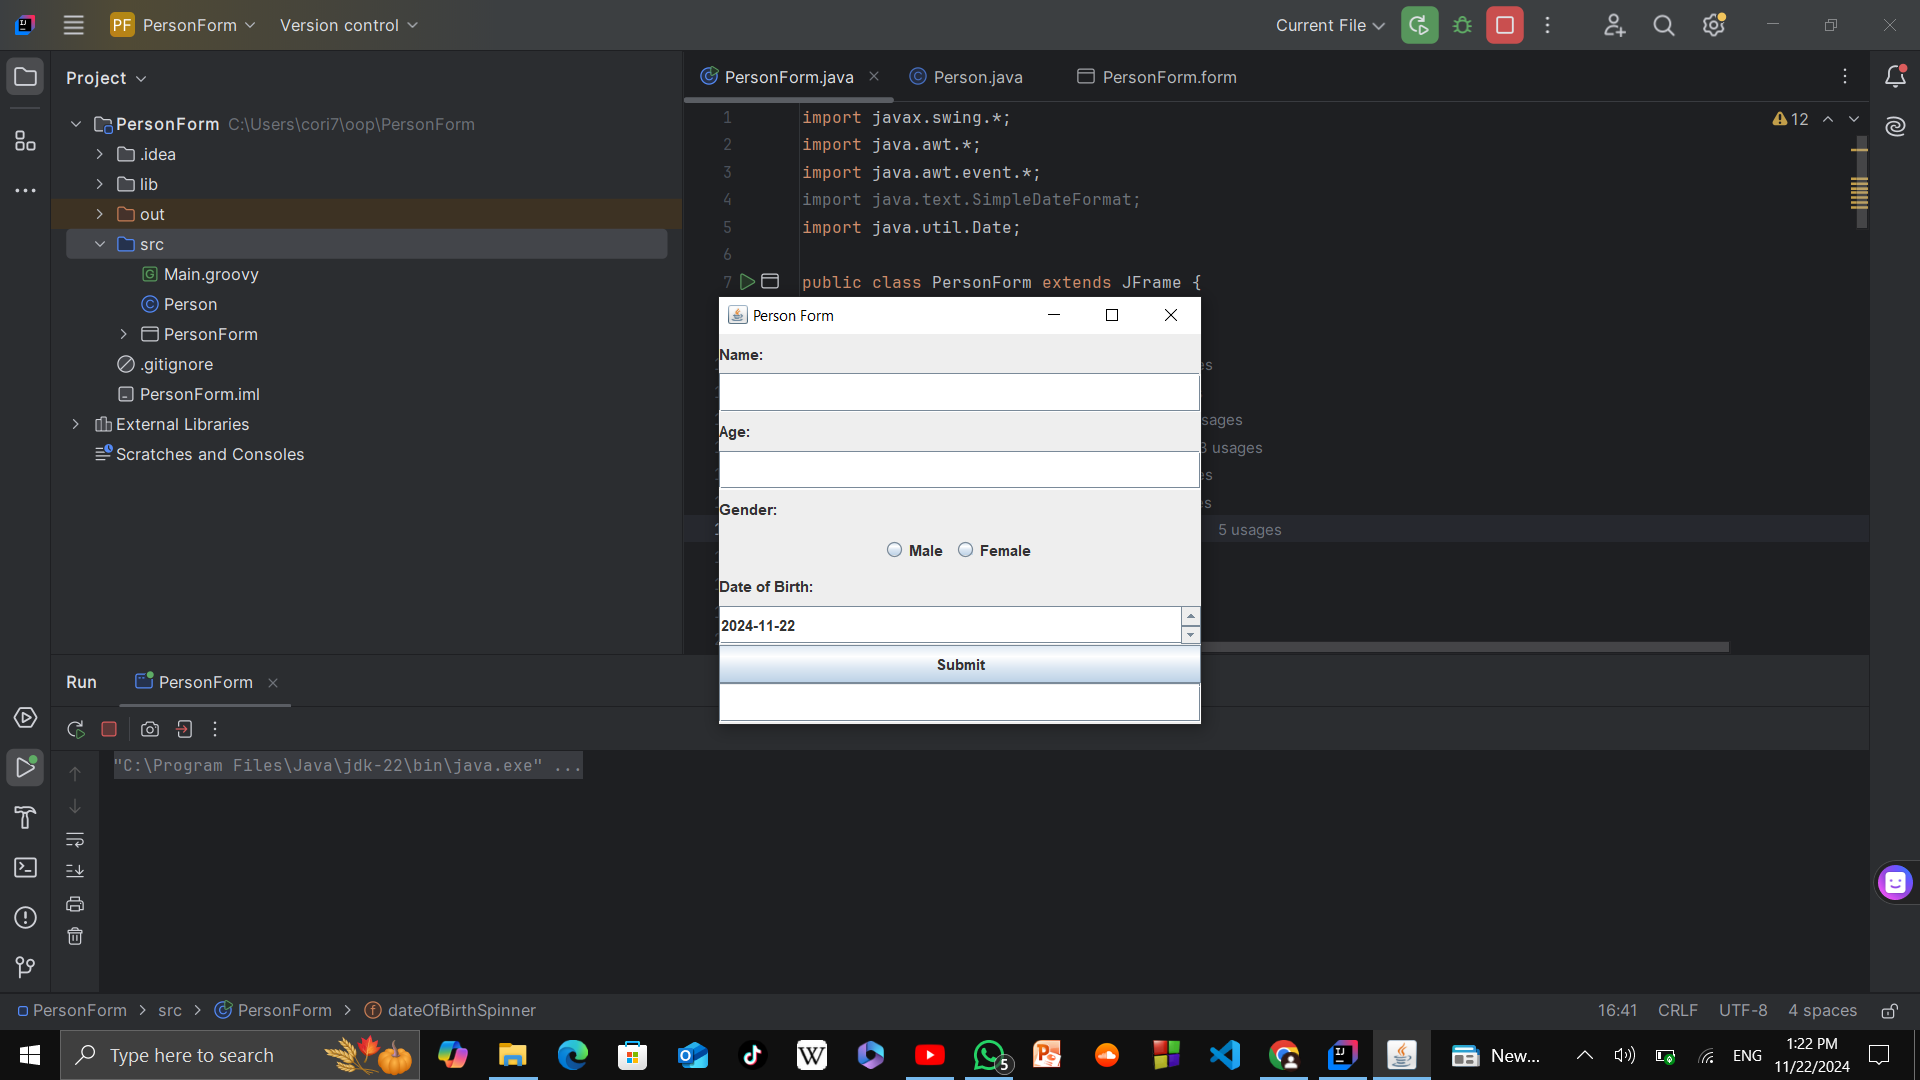 PF PersonForm Version control
Current File
Project
PersonForm.java
Person.java
PersonForm.form
PersonForm C:\Users\cori7\oop\PersonForm
.idea
lib
out
src
Main.groovy
Person
PersonForm
.gitignore
PersonForm.iml
External Libraries
Scratches and Consoles
12
1 import javax.swing.*;
2 import java.awt.*;
3 import java.awt.event.*;
4 import java.text.SimpleDateFormat;
5 import java.util.Date;
6
7 public class PersonForm extends JFrame {
Person Form
Name:
Age:
Gender:
Male Female
Date of Birth:
2024-11-22
Submit
usages
5 usages
Run PersonForm
"C:\Program Files\Java\jdk-22\bin\java.exe" ...
PersonForm > src > PersonForm > dateOfBirthSpinner
16:41 CRLF UTF-8 4 spaces
Type here to search
5
New...
ENG
1:22 PM
11/22/2024